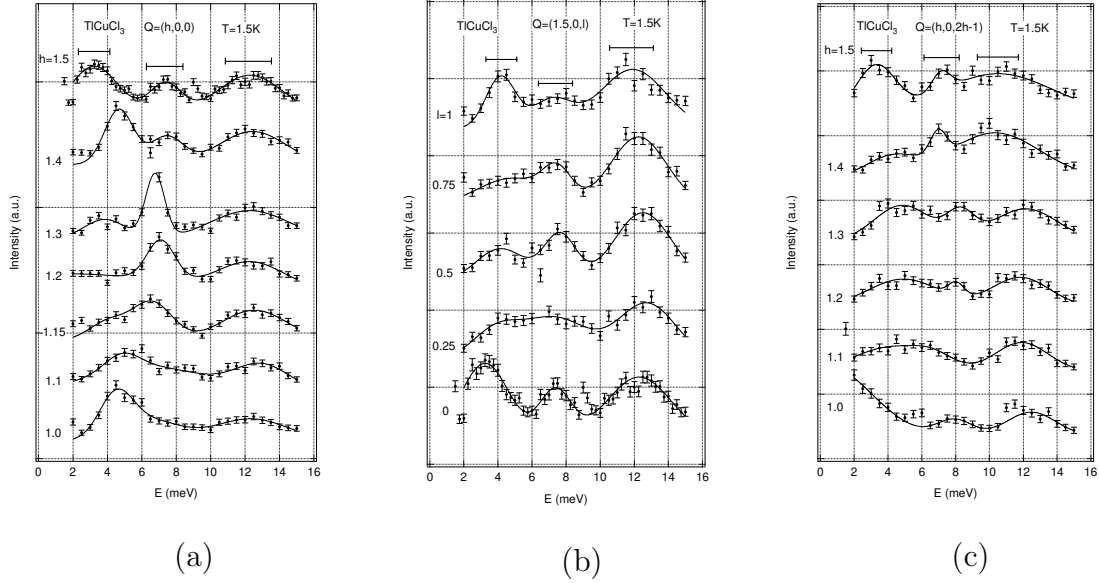 TlCuCl3 Q=(h,0,0) T=1.5K
h=1.5
1.4
1.3
1.2
1.15
1.1
1.0
Intensity (a.u.)
0 2 4 6 8 10 12 14 16
E (meV)
(a)
TlCuCl3 Q=(1.5,0,l) T=1.5K
l=1
0.75
0.5
0.25
0
Intensity (a.u.)
0 2 4 6 8 10 12 14 16
E (meV)
(b)
TlCuCl3 Q=(h,0,2h-1) T=1.5K
h=1.5
1.4
1.3
1.2
1.1
1.0
Intensity (a.u.)
0 2 4 6 8 10 12 14 16
E (meV)
(c)